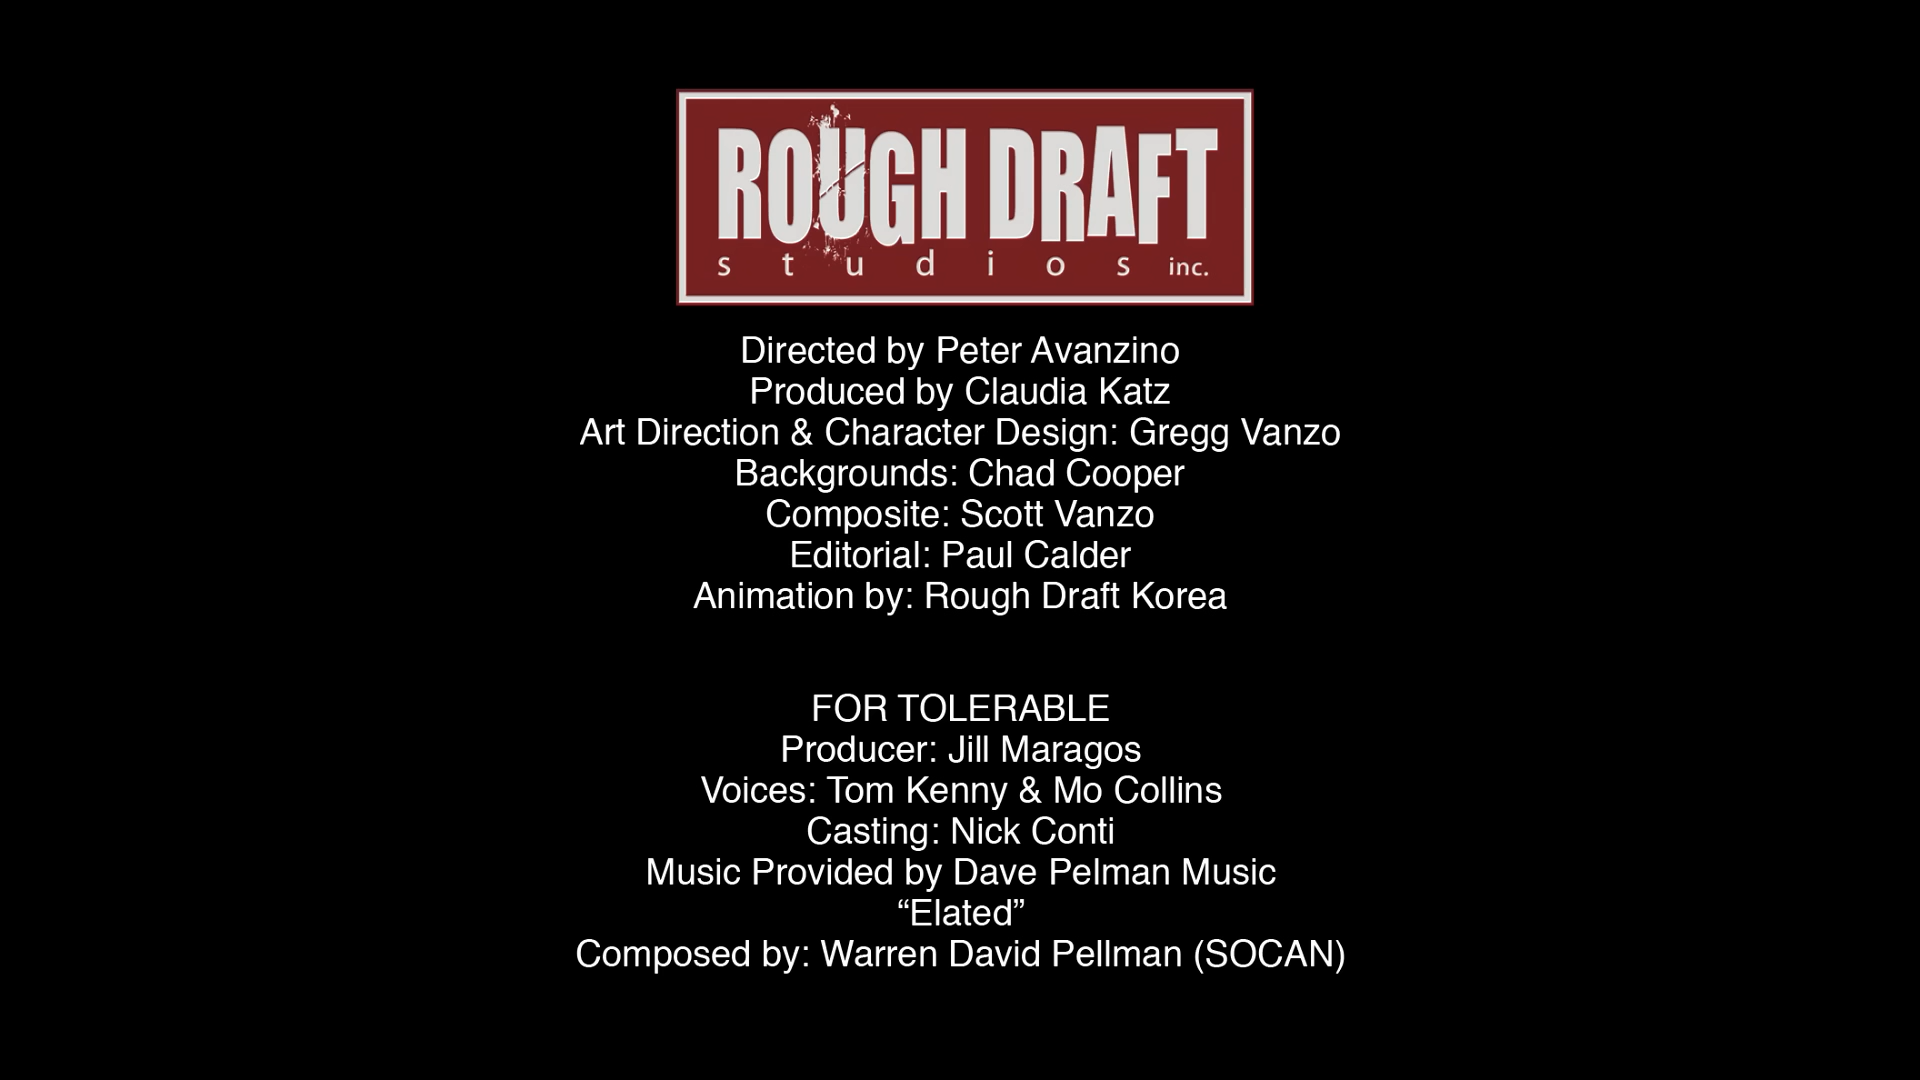 ROUGH DRAFT
studios inc.
Directed by Peter Avanzino
Produced by Claudia Katz
Art Direction & Character Design: Gregg Vanzo
Backgrounds: Chad Cooper
Composite: Scott Vanzo
Editorial: Paul Calder
Animation by: Rough Draft Korea
FOR TOLERABLE
Producer: Jill Maragos
Voices: Tom Kenny & Mo Collins
Casting: Nick Conti
Music Provided by Dave Pelman Music
“Elated”
Composed by: Warren David Pellman (SOCAN)